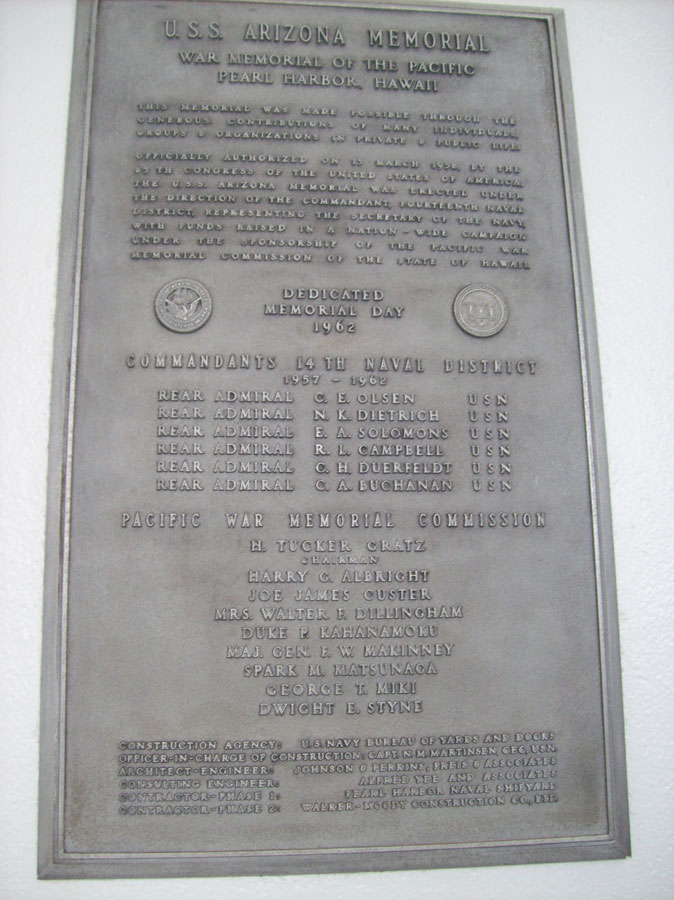 U.S.S. ARIZONA MEMORIAL
WAR MEMORIAL OF THE PACIFIC
PEARL HARBOR, HAWAII
THIS MEMORIAL WAS MADE POSSIBLE THROUGH THE
GENEROUS CONTRIBUTIONS OF MANY INDIVIDUALS,
GROUPS & ORGANIZATIONS IN PRIVATE & PUBLIC LIFE.
OFFICIALLY AUTHORIZED ON 15 MARCH 1958, BY THE
85TH CONGRESS OF THE UNITED STATES OF AMERICA,
THE U.S.S. ARIZONA MEMORIAL WAS ERECTED UNDER
THE DIRECTION OF THE COMMANDANT, FOURTEENTH NAVAL
DISTRICT, REPRESENTING THE SECRETARY OF THE NAVY,
WITH FUNDS RAISED IN A NATION-WIDE CAMPAIGN
UNDER THE SPONSORSHIP OF THE PACIFIC WAR
MEMORIAL COMMISSION OF THE STATE OF HAWAII.
DEDICATED
MEMORIAL DAY
1962
COMMANDANTS 14TH NAVAL DISTRICT
1957 - 1962
REAR ADMIRAL C. E. OLSEN USN
REAR ADMIRAL N. K. DIETRICH USN
REAR ADMIRAL E. A. SOLOMONS USN
REAR ADMIRAL R. L. CAMPBELL USN
REAR ADMIRAL C. H. DUERFELDT USN
REAR ADMIRAL C. A. BUCHANAN USN
PACIFIC WAR MEMORIAL COMMISSION
H. TUCKER GRATZ
CHAIRMAN
HARRY G. ALBRIGHT
JOE JAMES CUSTER
MRS. WALTER F. DILLINGHAM
DUKE P. KAHANAMOKU
MAJ. GEN. F. W. MAKINNEY
SPARK M. MATSUNAGA
GEORGE T. MIKI
DWIGHT E. STYNE
CONSTRUCTION AGENCY: U.S. NAVY BUREAU OF YARDS AND DOCKS
OFFICER-IN-CHARGE OF CONSTRUCTION: CAPT. N. M. MARTINSEN, CEC, USN
ARCHITECT-ENGINEER: JOHNSON & PERKINS, PREIS & ASSOCIATES
CONSULTING ENGINEER: ALFRED YEE AND ASSOCIATES
CONTRACTOR-PHASE 1: PEARL HARBOR NAVAL SHIPYARD
CONTRACTOR-PHASE 2: WALKER-MOODY CONSTRUCTION CO., LTD.